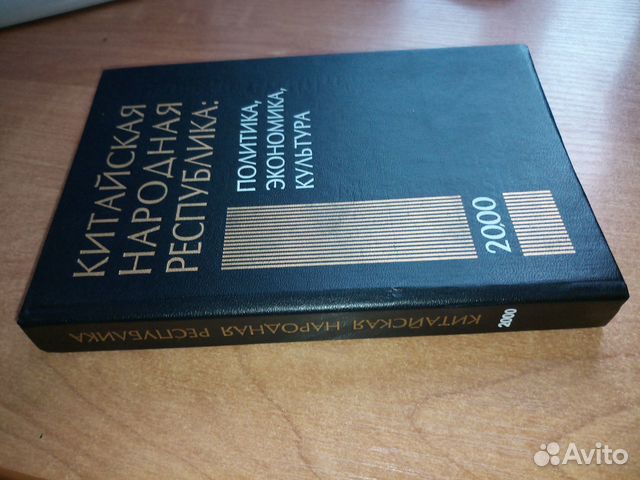 КИТАЙСКАЯ
НАРОДНАЯ
РЕСПУБЛИКА:
ПОЛИТИКА,
ЭКОНОМИКА,
КУЛЬТУРА
2000
2000 КИТАЙСКАЯ НАРОДНАЯ РЕСПУБЛИКА
Avito